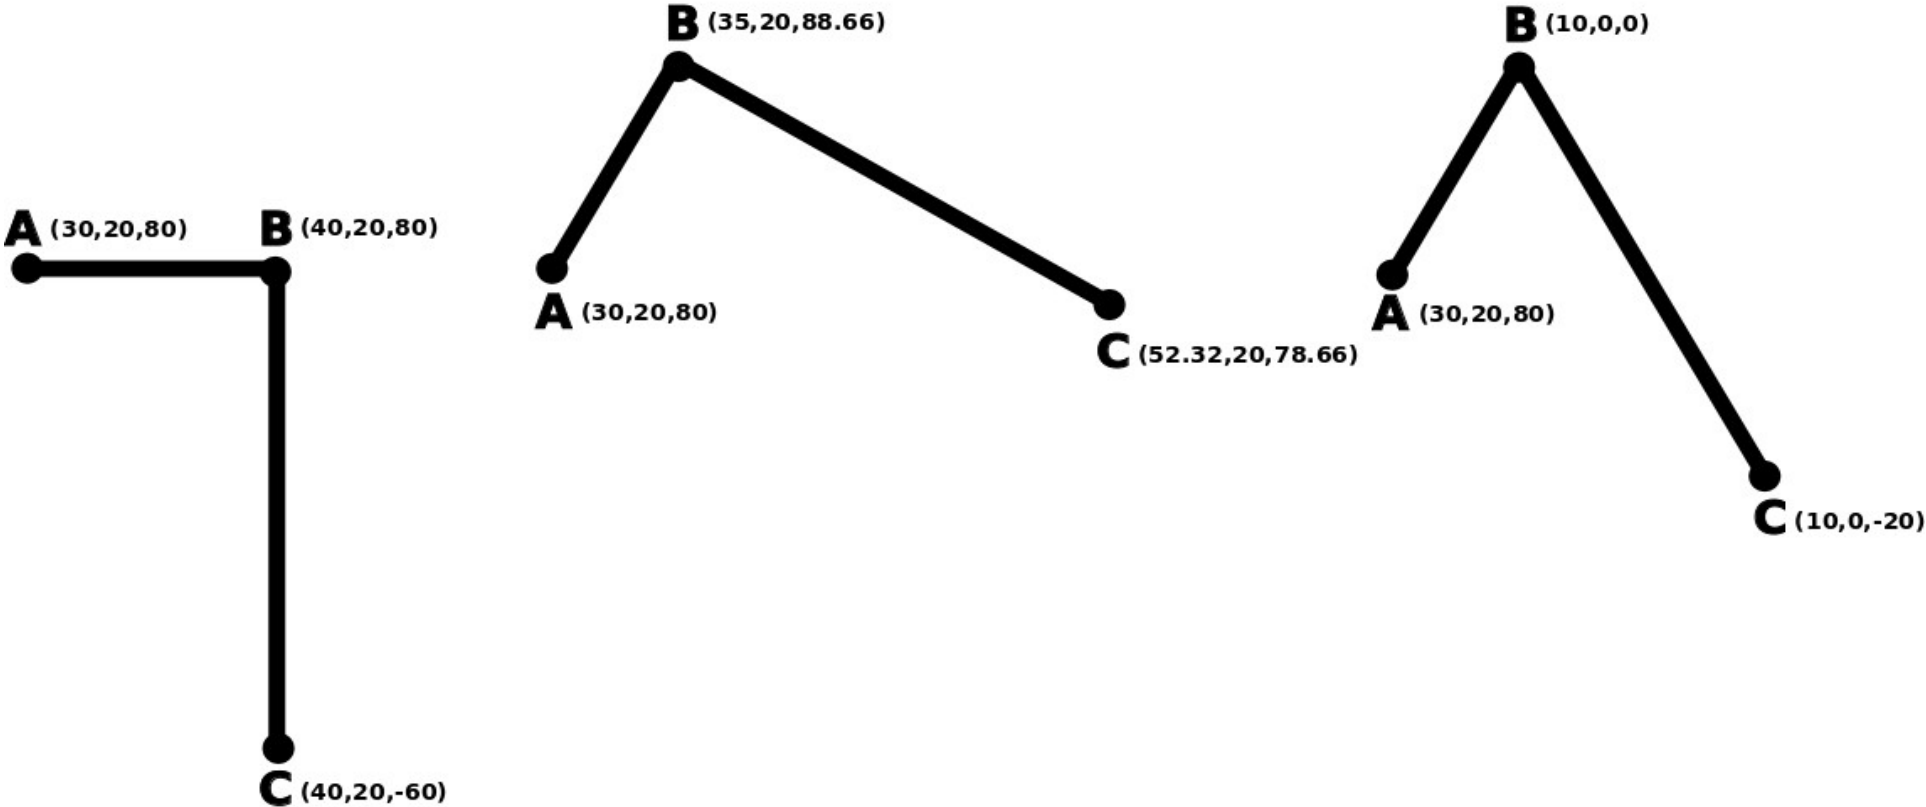 A (30,20,80)
B (40,20,80)
C (40,20,-60)
B (35,20,88.66)
A (30,20,80)
C (52.32,20,78.66)
B (10,0,0)
A (30,20,80)
C (10,0,-20)